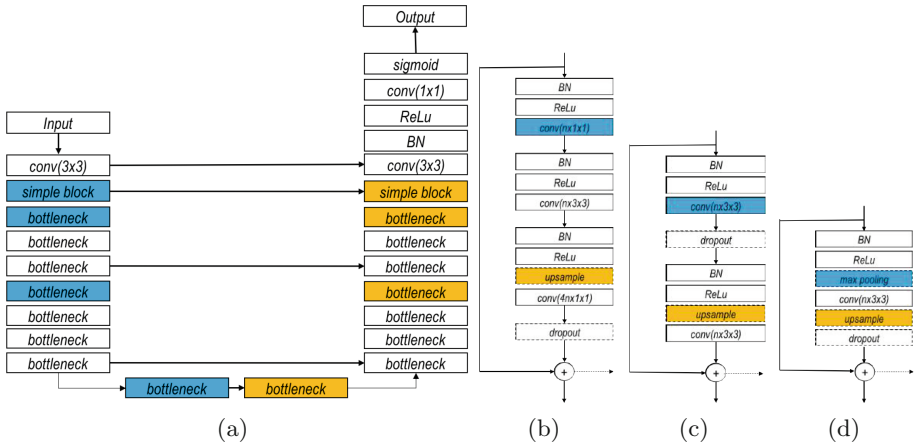 Input
conv(3x3)
simple block
bottleneck
bottleneck
bottleneck
bottleneck
bottleneck
bottleneck
bottleneck
bottleneck
bottleneck
Output
sigmoid
conv(1x1)
ReLu
BN
conv(3x3)
simple block
bottleneck
bottleneck
bottleneck
bottleneck
bottleneck
bottleneck
bottleneck
(a)
BN
ReLu
conv(nx1x1)
BN
ReLu
conv(nx3x3)
BN
ReLu
upsample
conv(4nx1x1)
dropout
+
(b)
BN
ReLu
conv(nx3x3)
dropout
BN
ReLu
upsample
conv(nx3x3)
+
(c)
BN
ReLu
max pooling
conv(nx3x3)
upsample
dropout
+
(d)